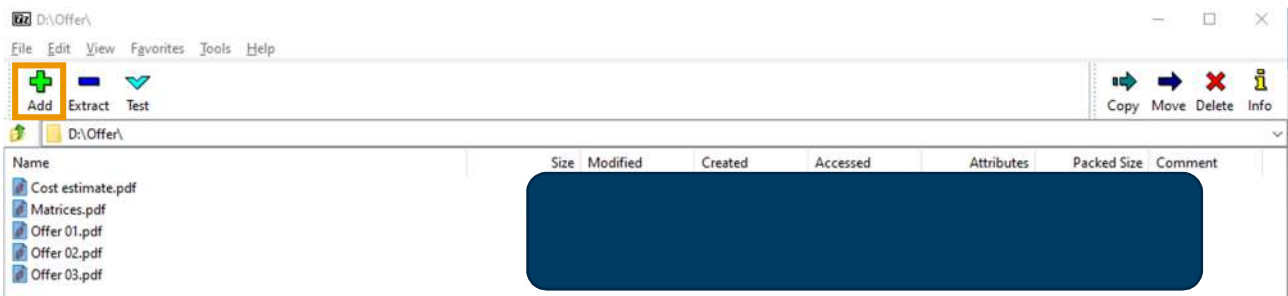 7z D:\Offer\
File Edit View Favorites Tools Help
Add Extract Test Copy Move Delete Info
D:\Offer\
Name Size Modified Created Accessed Attributes Packed Size Comment
Cost estimate.pdf
Matrices.pdf
Offer 01.pdf
Offer 02.pdf
Offer 03.pdf